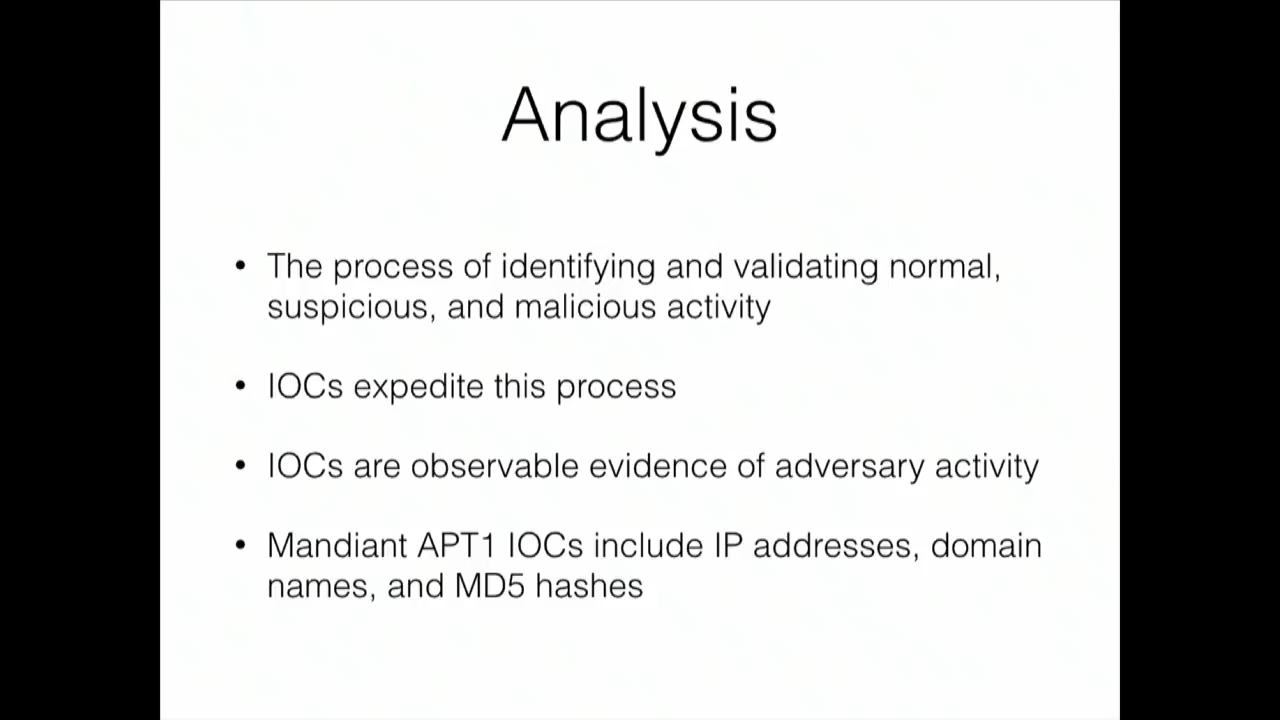 Analysis
• The process of identifying and validating normal,
suspicious, and malicious activity
• IOCs expedite this process
• IOCs are observable evidence of adversary activity
• Mandiant APT1 IOCs include IP addresses, domain
names, and MD5 hashes